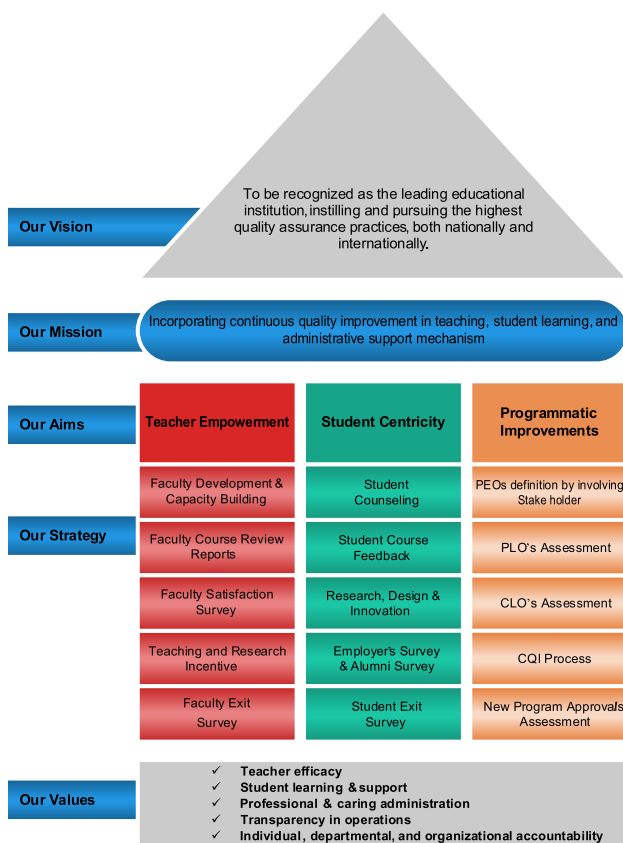 To be recognized as the leading educational
institution, instilling and pursuing the highest
quality assurance practices, both nationally and
internationally.
Our Vision
Our Mission
Incorporating continuous quality improvement in teaching, student learning, and
administrative support mechanism
Our Aims
Teacher Empowerment
Student Centricity
Programmatic
Improvements
Our Strategy
Faculty Development &
Capacity Building
Student
Counseling
PEOs definition by involving
Stake holder
Faculty Course Review
Reports
Student Course
Feedback
PLO's Assessment
Faculty Satisfaction
Survey
Research, Design &
Innovation
CLO's Assessment
Teaching and Research
Incentive
Employer's Survey
& Alumni Survey
CQI Process
Faculty Exit
Survey
Student Exit
Survey
New Program Approvals
Assessment
Our Values
✓ Teacher efficacy
✓ Student learning & support
✓ Professional & caring administration
✓ Transparency in operations
✓ Individual, departmental, and organizational accountability